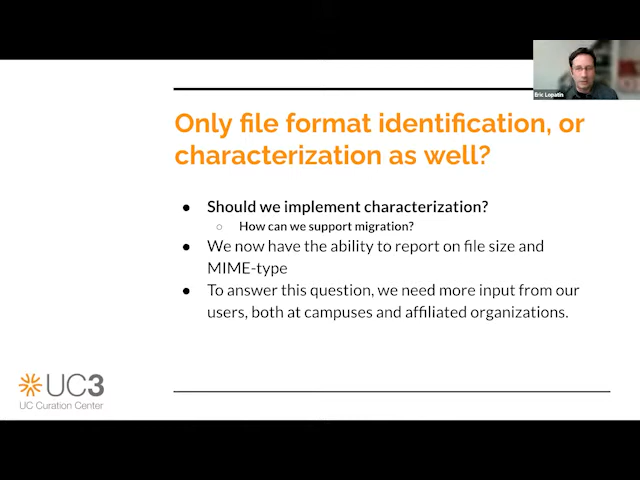 Eric Lopatin
Only file format identification, or
characterization as well?
● Should we implement characterization?
○ How can we support migration?
● We now have the ability to report on file size and
MIME-type
● To answer this question, we need more input from our
users, both at campuses and affiliated organizations.
UC3
UC Curation Center